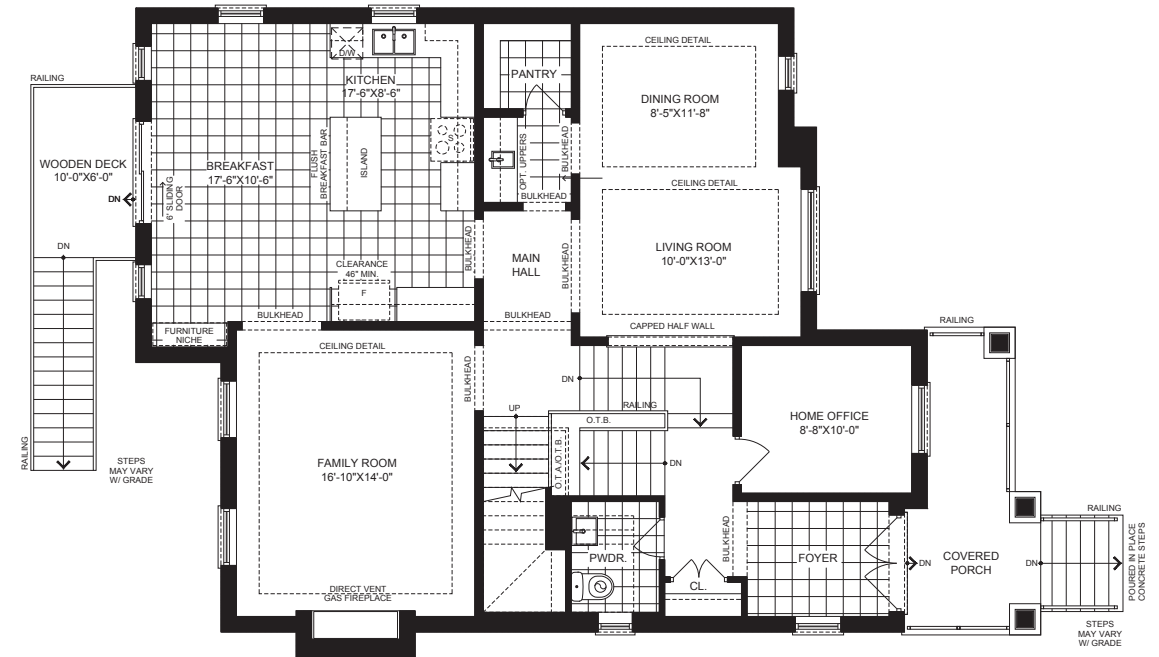 CEILING DETAIL
D/W
PANTRY
KITCHEN
17'-6"X8'-6"
RAILING
DINING ROOM
8'-5"X11'-8"
WOODEN DECK
10'-0"X6'-0"
DN
BREAKFAST
17'-6"X10'-6"
6' SLIDING
DOOR
FLUSH
BREAKFAST BAR
ISLAND
S
OPT. UPPERS
BULKHEAD
BULKHEAD
CEILING DETAIL
LIVING ROOM
10'-0"X13'-0"
MAIN
HALL
BULKHEAD
BULKHEAD
DN
CLEARANCE
46" MIN.
F
BULKHEAD
BULKHEAD
FURNITURE
NICHE
CAPPED HALF WALL
RAILING
CEILING DETAIL
BULKHEAD
DN
UP
RAILING
O.T.B.
O.T.A./O.T.B.
DN
HOME OFFICE
8'-8"X10'-0"
RAILING
STEPS
MAY VARY
W/ GRADE
FAMILY ROOM
16'-10"X14'-0"
PWDR.
BULKHEAD
FOYER
DN
COVERED
PORCH
DN
RAILING
POURED IN PLACE
CONCRETE STEPS
CL.
DIRECT VENT
GAS FIREPLACE
STEPS
MAY VARY
W/ GRADE